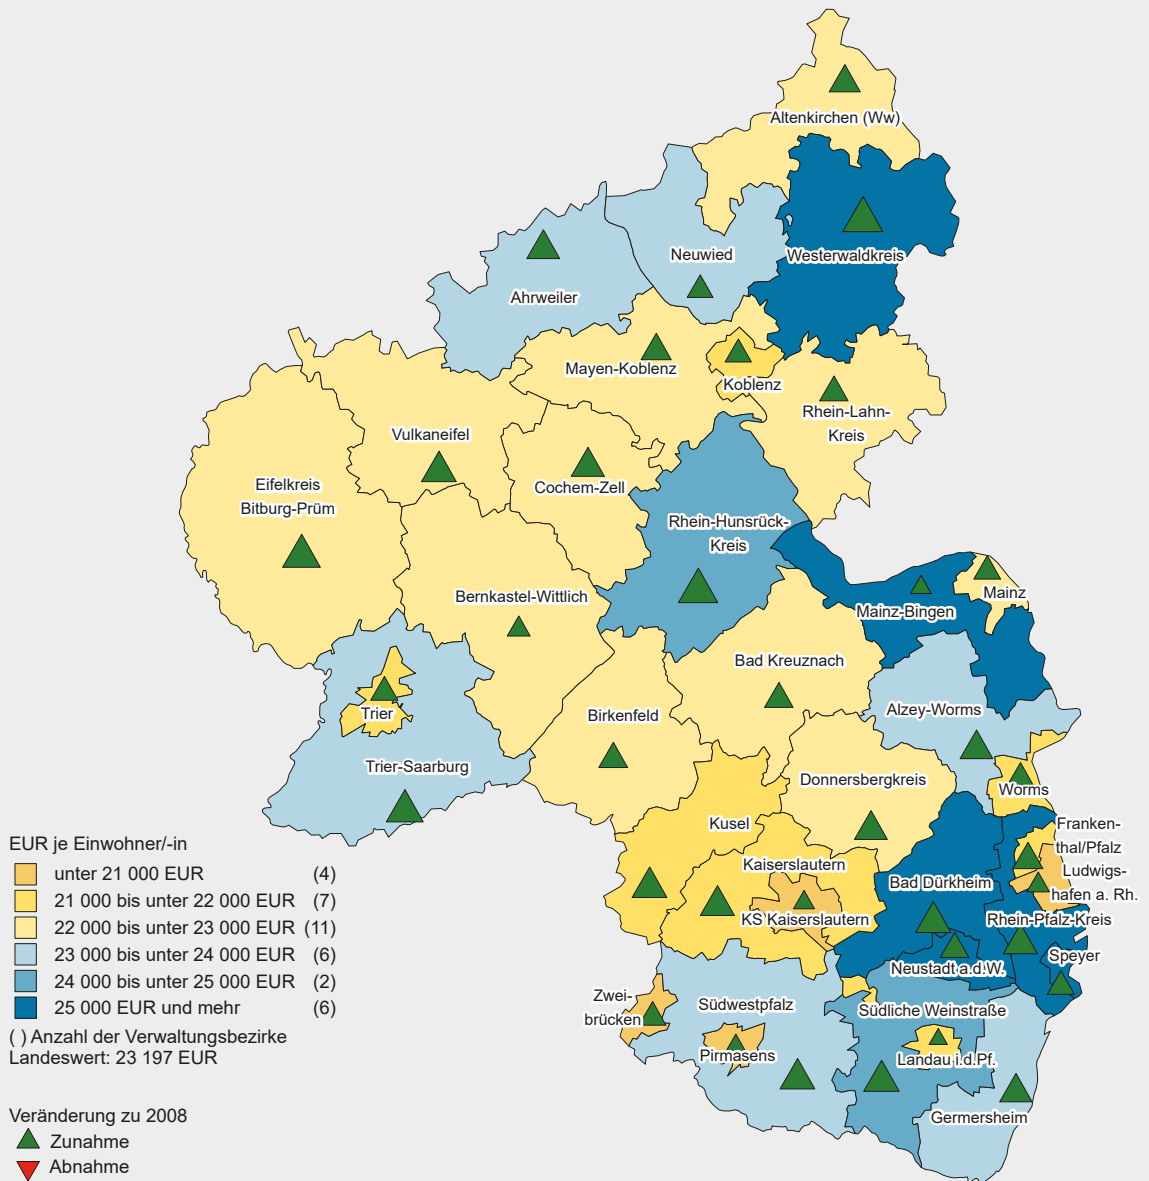 Altenkirchen (Ww)
Neuwied
Westerwaldkreis
Ahrweiler
Mayen-Koblenz
Koblenz
Rhein-Lahn-
Kreis
Vulkaneifel
Cochem-Zell
Eifelkreis
Bitburg-Prüm
Rhein-Hunsrück-
Kreis
Bernkastel-Wittlich
Mainz
Mainz-Bingen
Bad Kreuznach
Trier
Birkenfeld
Alzey-Worms
Trier-Saarburg
Donnersbergkreis
Worms
Kusel
Franken-
thal/Pfalz
Kaiserslautern
Ludwigs-
hafen a. Rh.
Bad Dürkheim
KS Kaiserslautern
Rhein-Pfalz-Kreis
Neustadt a.d.W.
Speyer
Zwei-
brücken
Südwestpfalz
Südliche Weinstraße
Pirmasens
Landau i.d.Pf.
Germersheim
EUR je Einwohner/-in
unter 21 000 EUR (4)
21 000 bis unter 22 000 EUR (7)
22 000 bis unter 23 000 EUR (11)
23 000 bis unter 24 000 EUR (6)
24 000 bis unter 25 000 EUR (2)
25 000 EUR und mehr (6)
( ) Anzahl der Verwaltungsbezirke
Landeswert: 23 197 EUR
Veränderung zu 2008
Zunahme
Abnahme